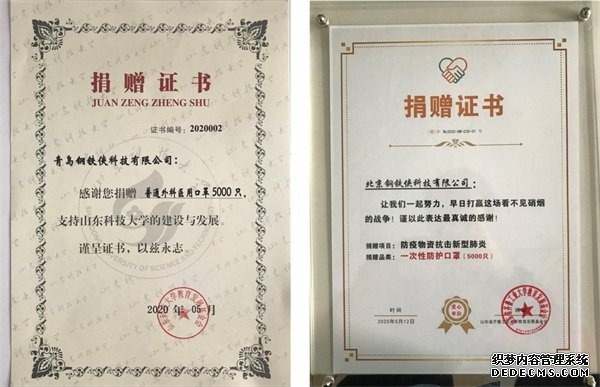 捐赠证书
JUAN ZENG ZHENG SHU
证书编号：2020002
青岛钢铁侠科技有限公司：
感谢您捐赠 普通外科医用口罩5000只，
支持山东科技大学的建设与发展。
谨呈证书，以兹永志。
2020 年 05 月
捐赠证书
北京钢铁侠科技有限公司：
让我们一起努力，早日打赢这场看不见硝烟
的战争！谨以此表达最真诚的感谢！
捐赠项目：防疫物资抗击新型肺炎
捐赠品类：一次性防护口罩（5000只）
时间
2020年5月12日
爱心
单位
织梦内容管理系统
DEDECMS.COM